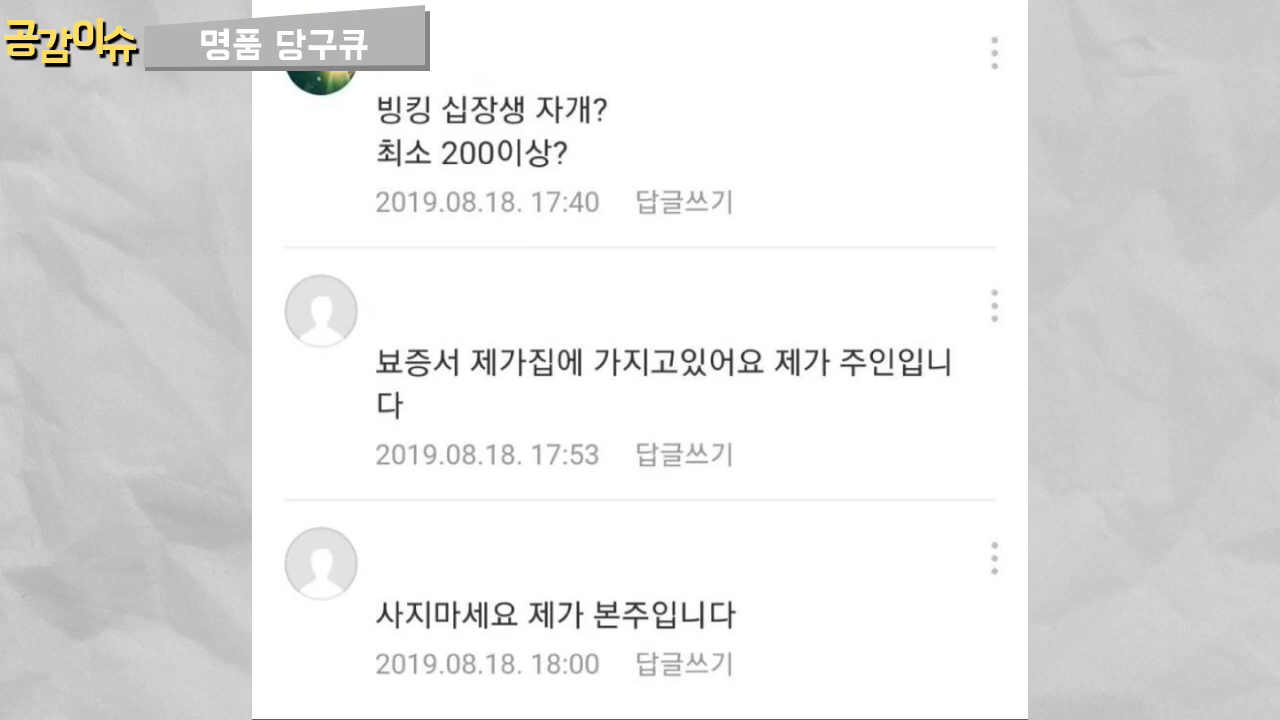 공감이슈
명품 당구큐
빙킹 십장생 자개?
최소 200이상?
2019.08.18. 17:40 답글쓰기
뵤증서 제가집에 가지고있어요 제가 주인입니
다
2019.08.18. 17:53 답글쓰기
사지마세요 제가 본주입니다
2019.08.18. 18:00 답글쓰기